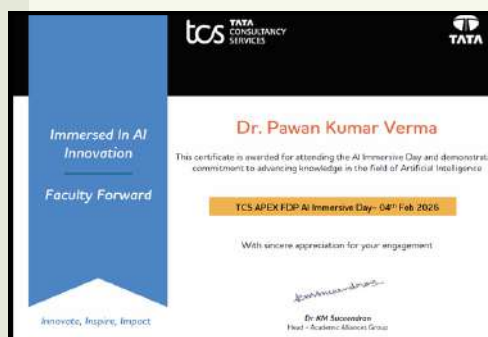 tcs TATA
CONSULTANCY
SERVICES
TATA
Immersed In AI
Innovation
Faculty Forward
Innovate, Inspire, Impact
Dr. Pawan Kumar Verma
This certificate is awarded for attending the AI Immersive Day and demonstrat
commitment to advancing knowledge in the field of Artificial Intelligence
TCS APEX FDP AI Immersive Day- 04th Feb 2026
With sincere appreciation for your engagement
Dr KM Suceendran
Head - Academic Alliances Group